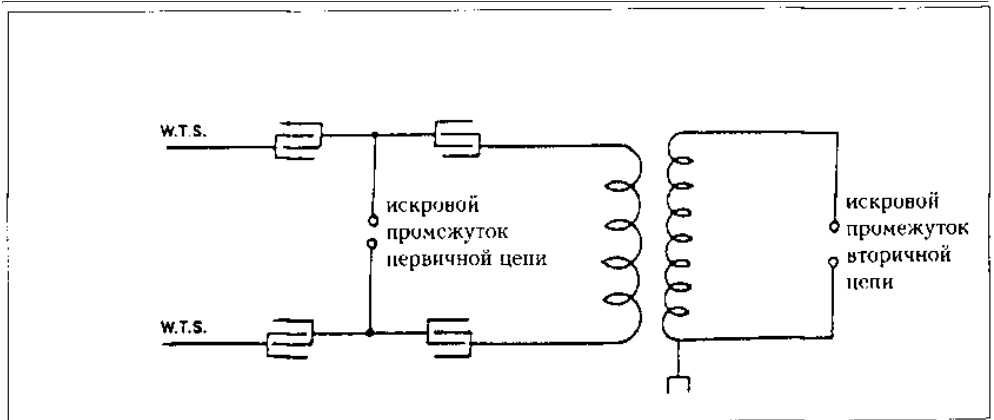 W.T.S.
искровой
промежуток
первичной цепи
искровой
промежуток
вторичной
цепи
W.T.S.